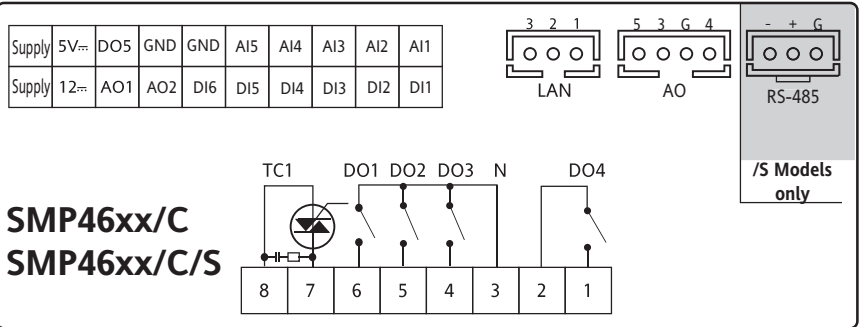 Supply 5V⎓ DO5 GND GND AI5 AI4 AI3 AI2 AI1
Supply 12⎓ AO1 AO2 DI6 DI5 DI4 DI3 DI2 DI1
3 2 1
LAN
5 3 G 4
AO
- + G
RS-485
/S Models
only
SMP46xx/C
SMP46xx/C/S
TC1 DO1 DO2 DO3 N DO4
8 7 6 5 4 3 2 1